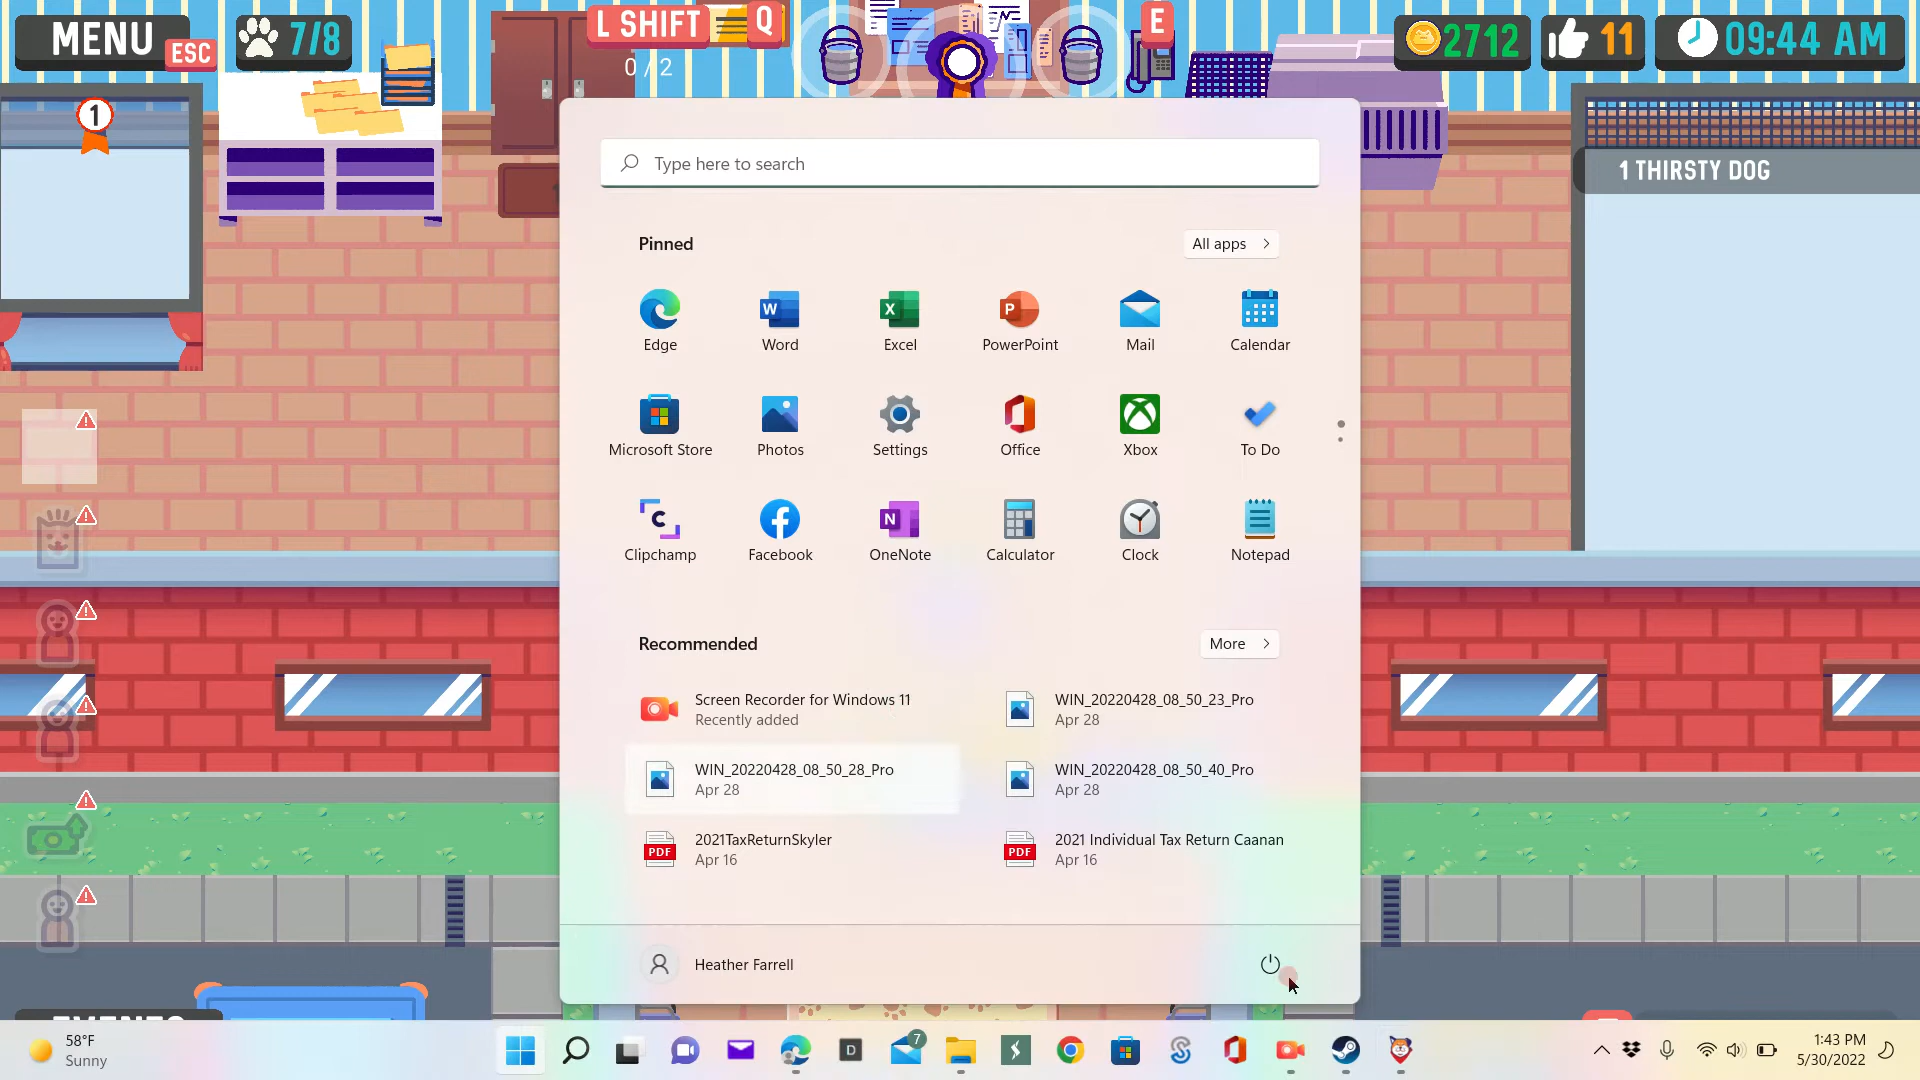 MENU
ESC
7/8
L SHIFT
Q
0 / 2
E
2712
11
09:44 AM
1
1 THIRSTY DOG
Type here to search
Pinned
All apps
Edge
Word
Excel
PowerPoint
Mail
Calendar
Microsoft Store
Photos
Settings
Office
Xbox
To Do
Clipchamp
Facebook
OneNote
Calculator
Clock
Notepad
Recommended
More
Screen Recorder for Windows 11
Recently added
WIN_20220428_08_50_23_Pro
Apr 28
WIN_20220428_08_50_28_Pro
Apr 28
WIN_20220428_08_50_40_Pro
Apr 28
PDF
2021TaxReturnSkyler
Apr 16
PDF
2021 Individual Tax Return Caanan
Apr 16
Heather Farrell
EVENTS
58°F
Sunny
D
7
1:43 PM
5/30/2022